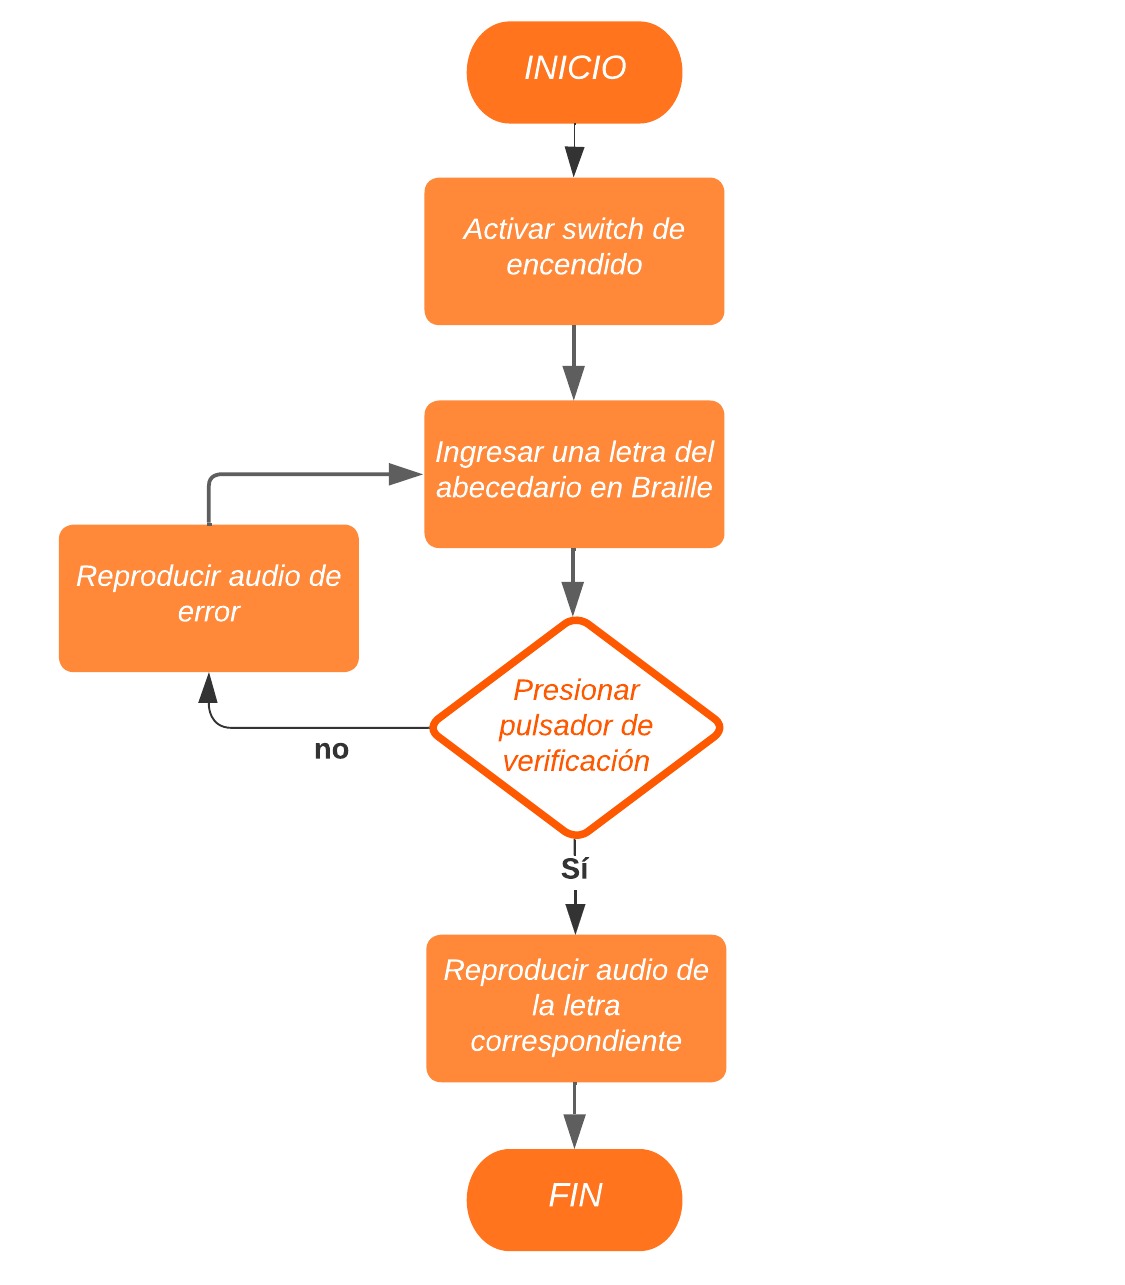 INICIO
Activar switch de
encendido
Ingresar una letra del
abecedario en Braille
Reproducir audio de
error
Presionar
pulsador de
verificación
no
Sí
Reproducir audio de
la letra
correspondiente
FIN